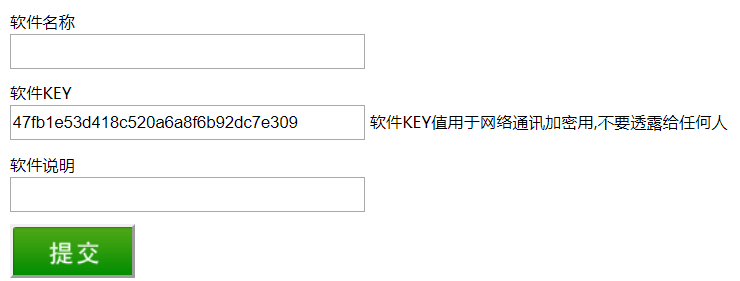 软件名称
软件KEY
47fb1e53d418c520a6a8f6b92dc7e309 软件KEY值用于网络通讯加密用,不要透露给任何人
软件说明
提交